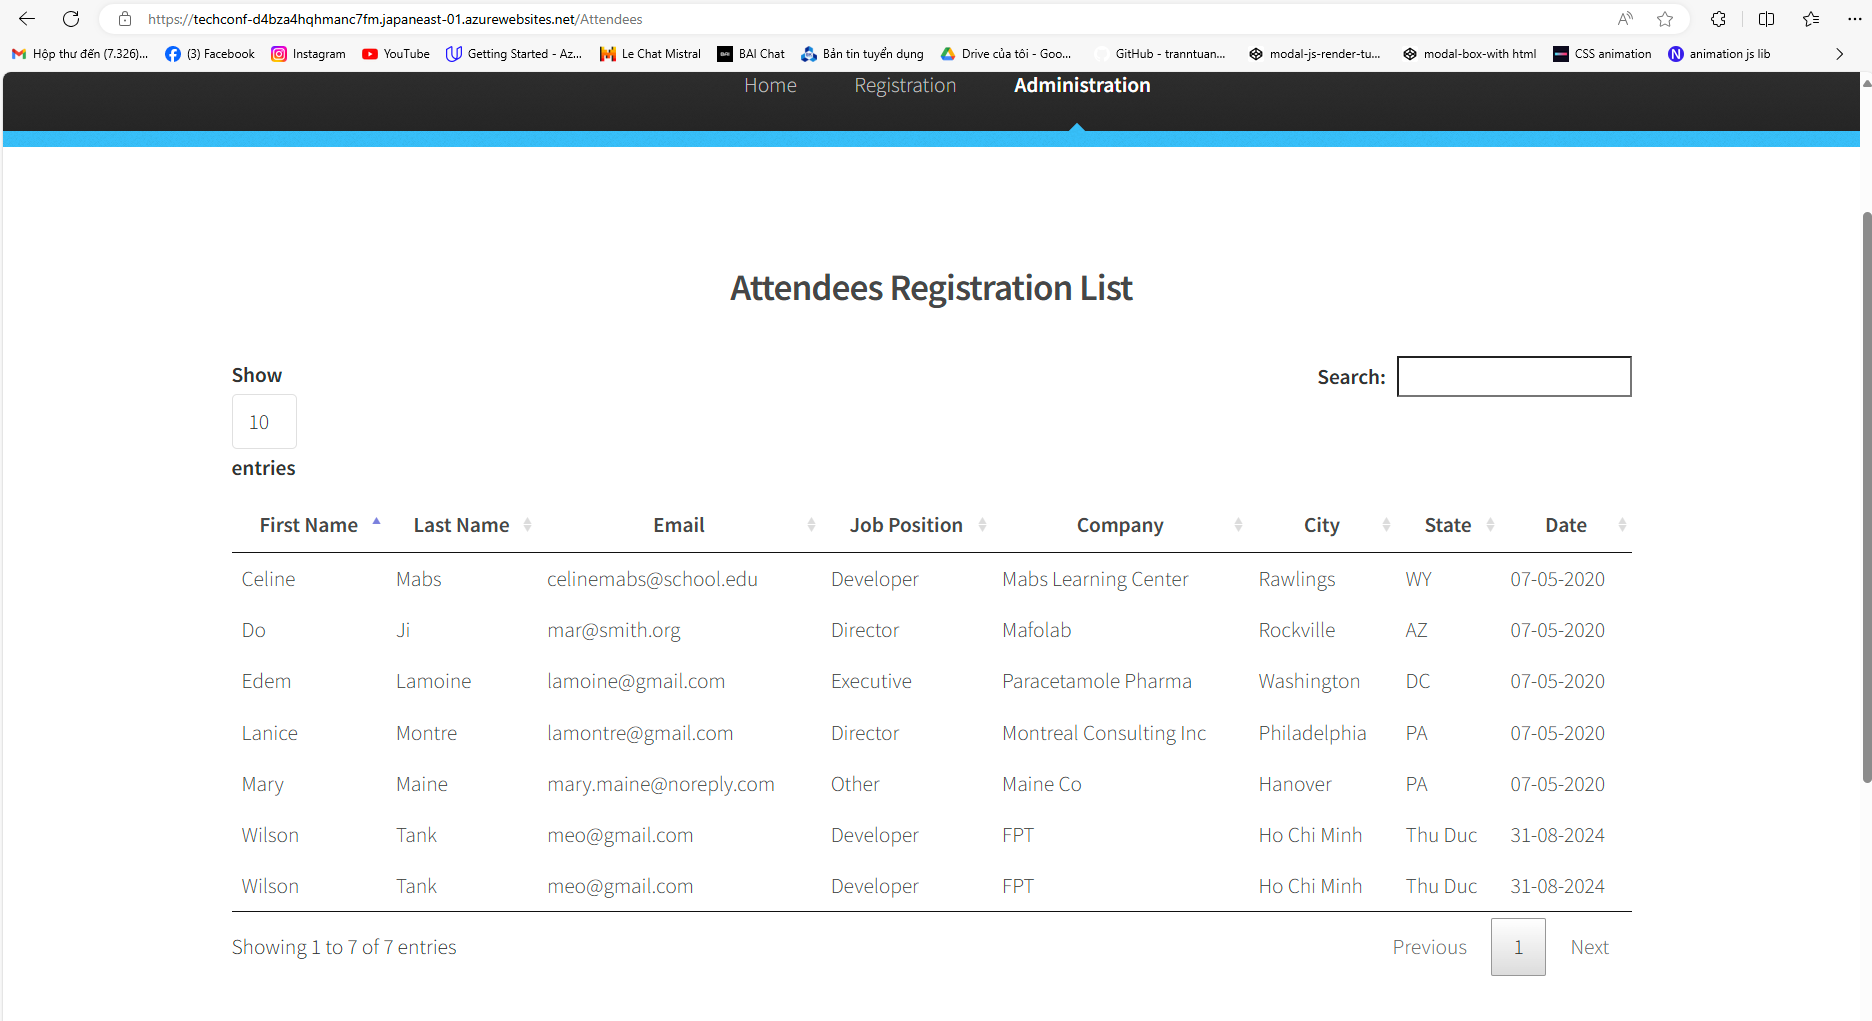 https://techconf-d4bza4hqhmanc7fm.japaneast-01.azurewebsites.net/Attendees
Hộp thư đến (7.326)... (3) Facebook Instagram YouTube Getting Started - Az... Le Chat Mistral BAI Chat Bản tin tuyển dụng Drive của tôi - Goo... GitHub - tranntuan... modal-js-render-tu... modal-box-with html CSS animation animation js lib
Home Registration Administration
Attendees Registration List
Show
10
entries
Search:
First Name Last Name Email Job Position Company City State Date
Celine Mabs celinemabs@school.edu Developer Mabs Learning Center Rawlings WY 07-05-2020
Do Ji mar@smith.org Director Mafolab Rockville AZ 07-05-2020
Edem Lamoine lamoine@gmail.com Executive Paracetamole Pharma Washington DC 07-05-2020
Lanice Montre lamontre@gmail.com Director Montreal Consulting Inc Philadelphia PA 07-05-2020
Mary Maine mary.maine@noreply.com Other Maine Co Hanover PA 07-05-2020
Wilson Tank meo@gmail.com Developer FPT Ho Chi Minh Thu Duc 31-08-2024
Wilson Tank meo@gmail.com Developer FPT Ho Chi Minh Thu Duc 31-08-2024
Showing 1 to 7 of 7 entries
Previous 1 Next